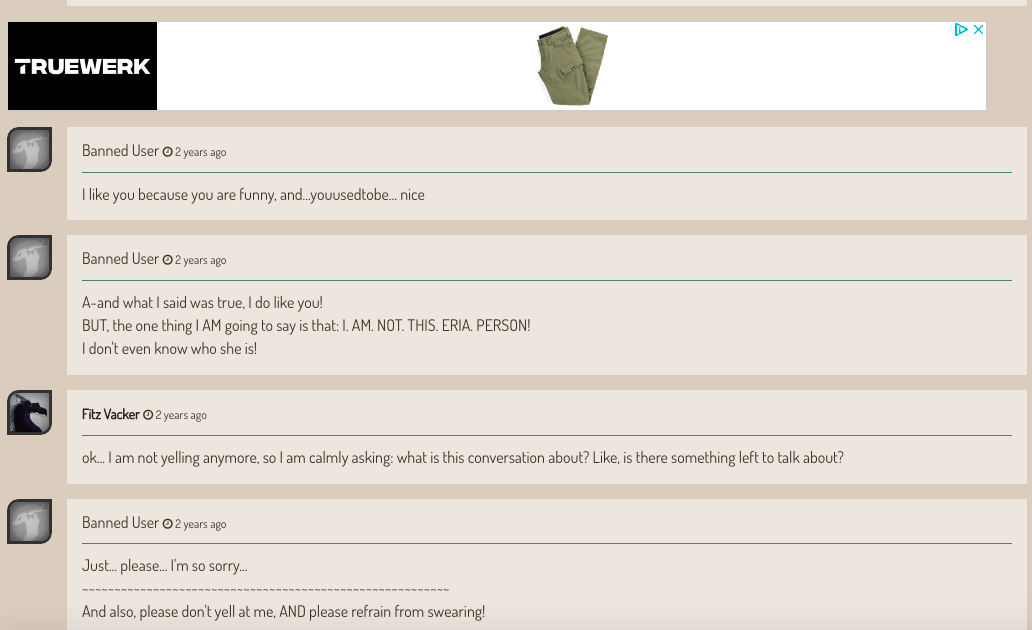 TRUEWERK
Banned User 2 years ago
I like you because you are funny, and...youusedtobe... nice
Banned User 2 years ago
A-and what I said was true, I do like you!
BUT, the one thing I AM going to say is that: I. AM. NOT. THIS. ERIA. PERSON!
I don't even know who she is!
Fitz Vacker 2 years ago
ok... I am not yelling anymore, so I am calmly asking: what is this conversation about? Like, is there something left to talk about?
Banned User 2 years ago
Just... please... I'm so sorry...
~~~~~~~~~~~~~~~~~~~~~~~~~~~~~~~~~~~~~~~~~~~~~~~~~~~~~~~~~
And also, please don't yell at me, AND please refrain from swearing!